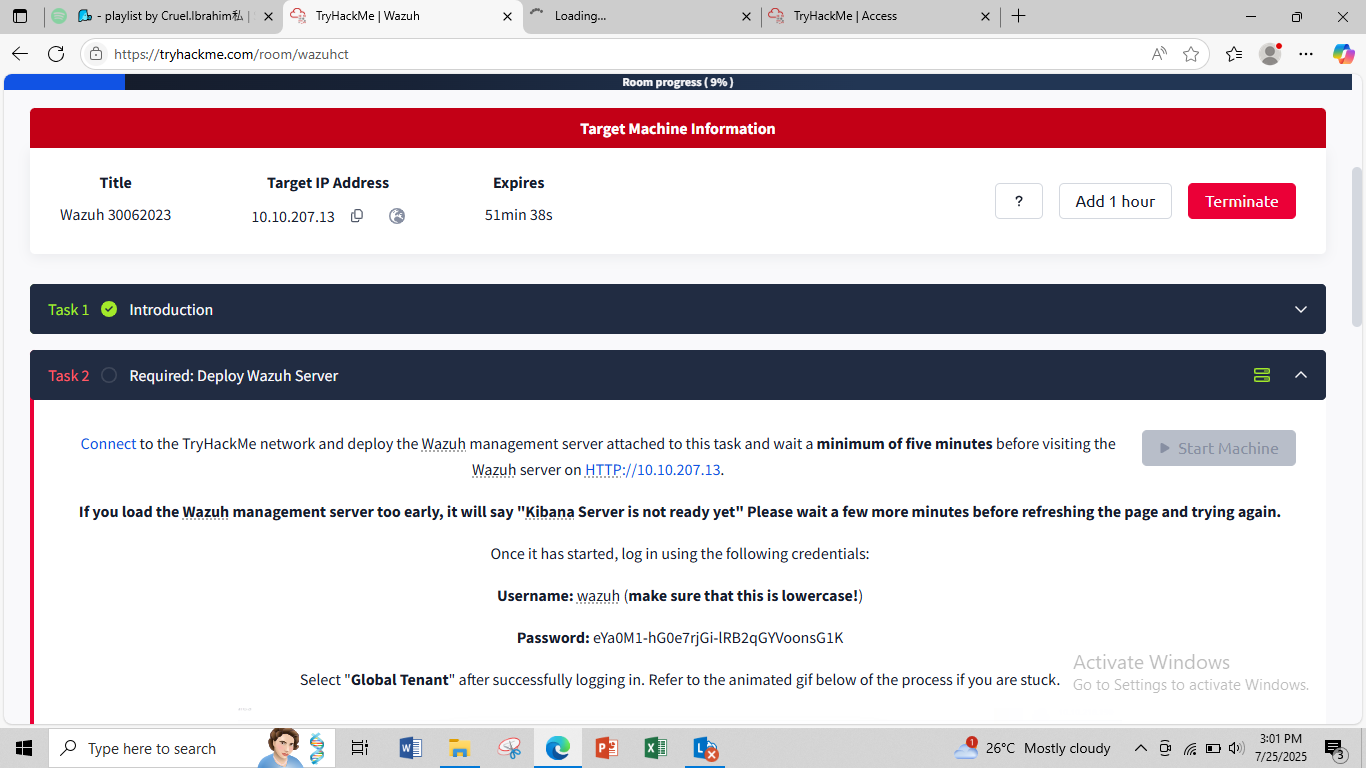 - playlist by Cruel.Ibrahim私 |
TryHackMe | Wazuh
Loading...
TryHackMe | Access
https://tryhackme.com/room/wazuhct
Room progress ( 9% )
Target Machine Information
Title
Target IP Address
Expires
Wazuh 30062023
10.10.207.13
51min 38s
?
Add 1 hour
Terminate
Task 1
Introduction
Task 2
Required: Deploy Wazuh Server
Connect to the TryHackMe network and deploy the Wazuh management server attached to this task and wait a minimum of five minutes before visiting the
Wazuh server on HTTP://10.10.207.13.
Start Machine
If you load the Wazuh management server too early, it will say "Kibana Server is not ready yet" Please wait a few more minutes before refreshing the page and trying again.
Once it has started, log in using the following credentials:
Username: wazuh (make sure that this is lowercase!)
Password: eYa0M1-hG0e7rjGi-lRB2qGYVoonsG1K
Select "Global Tenant" after successfully logging in. Refer to the animated gif below of the process if you are stuck.
Activate Windows
Go to Settings to activate Windows.
Type here to search
1
26°C Mostly cloudy
3:01 PM
7/25/2025
3